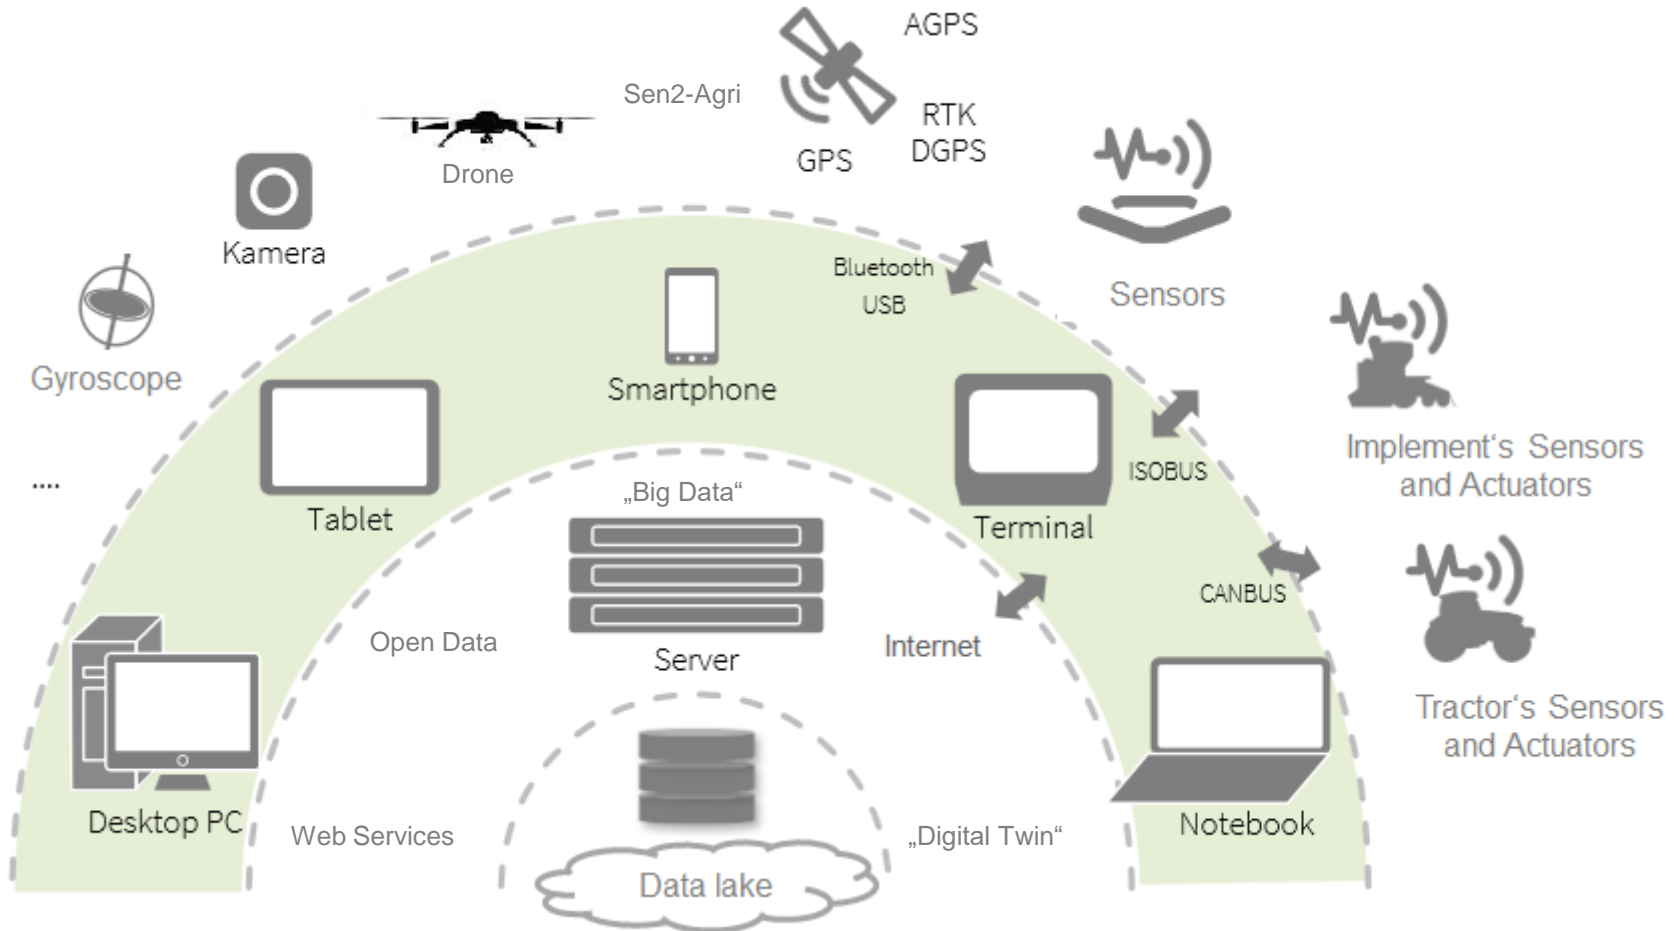 AGPS
Sen2-Agri
RTK
DGPS
GPS
Drone
Kamera
Bluetooth
USB
Sensors
Gyroscope
Smartphone
Implement‘s Sensors
and Actuators
ISOBUS
....
„Big Data“
Tablet
Terminal
CANBUS
Open Data
Server
Internet
Tractor‘s Sensors
and Actuators
Desktop PC
Web Services
„Digital Twin“
Notebook
Data lake